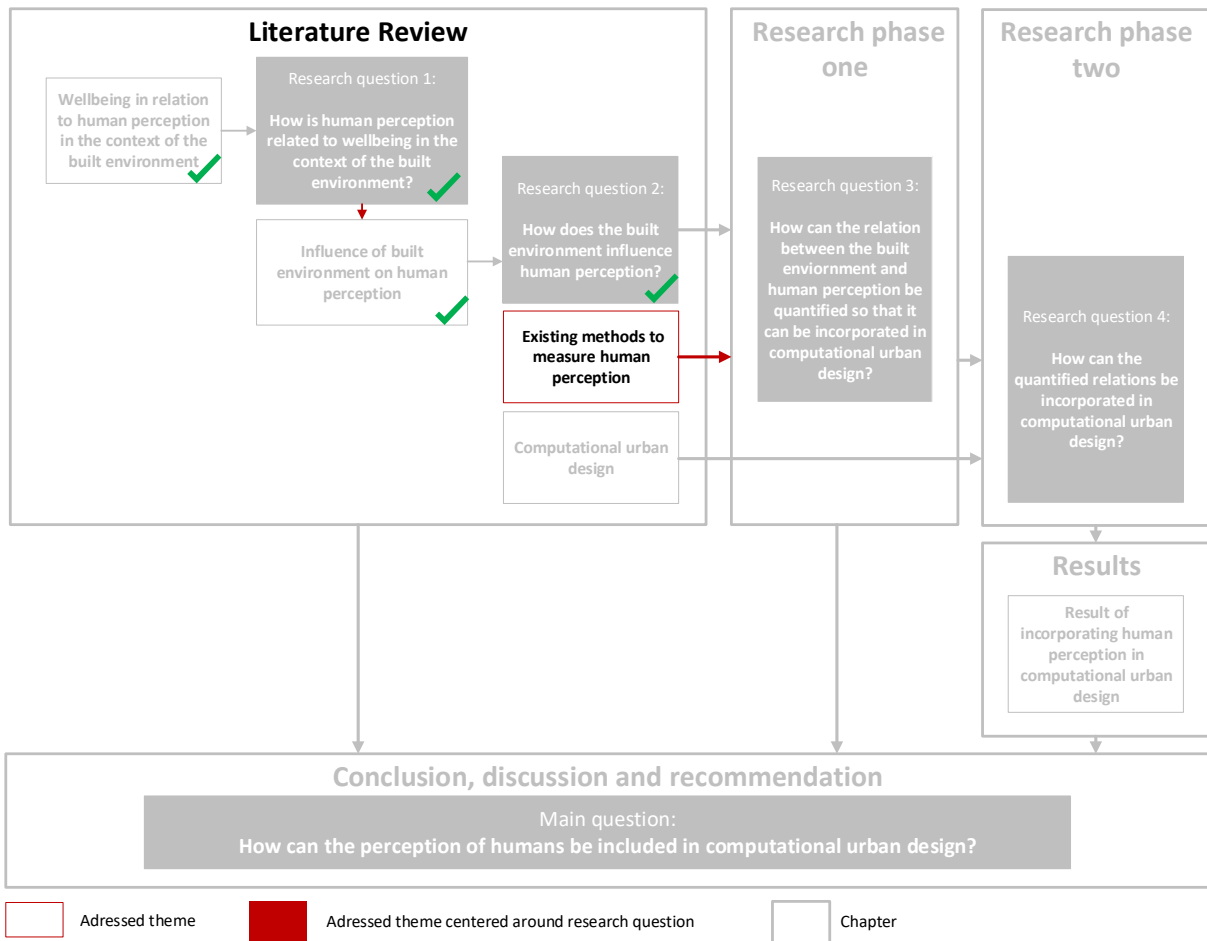 Literature Review
Wellbeing in relation
to human perception
in the context of the
built environment
Research question 1:
How is human perception
related to wellbeing in the
context of the built
environment?
Influence of built
environment on human
perception
Research question 2:
How does the built
environment influence
human perception?
Existing methods to
measure human
perception
Computational urban
design
Research phase
one
Research question 3:
How can the relation
between the built
enviornment and
human perception be
quantified so that it
can be incorporated in
computational urban
design?
Research phase
two
Research question 4:
How can the
quantified relations be
incorporated in
computational urban
design?
Results
Result of
incorporating human
perception in
computational urban
design
Conclusion, discussion and recommendation
Main question:
How can the perception of humans be included in computational urban design?
Adressed theme
Adressed theme centered around research question
Chapter